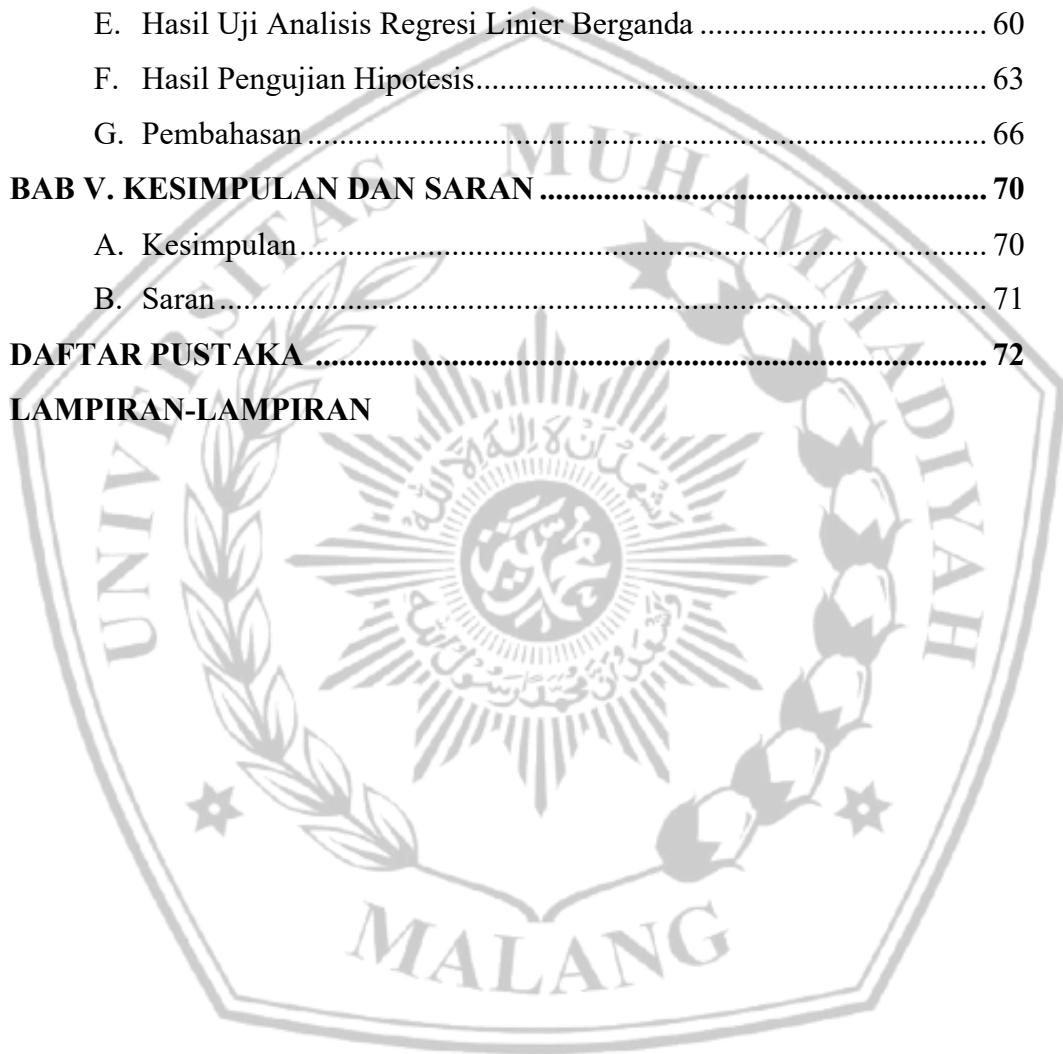 E. Hasil Uji Analisis Regresi Linier Berganda ................................... 60
F. Hasil Pengujian Hipotesis ................................................................ 63
G. Pembahasan ..................................................................................... 66
BAB V. KESIMPULAN DAN SARAN ..................................................... 70
A. Kesimpulan ...................................................................................... 70
B. Saran ................................................................................................ 71
DAFTAR PUSTAKA ................................................................................ 72
LAMPIRAN-LAMPIRAN
UNIVERSITAS MUHAMMADIYAH
MALANG